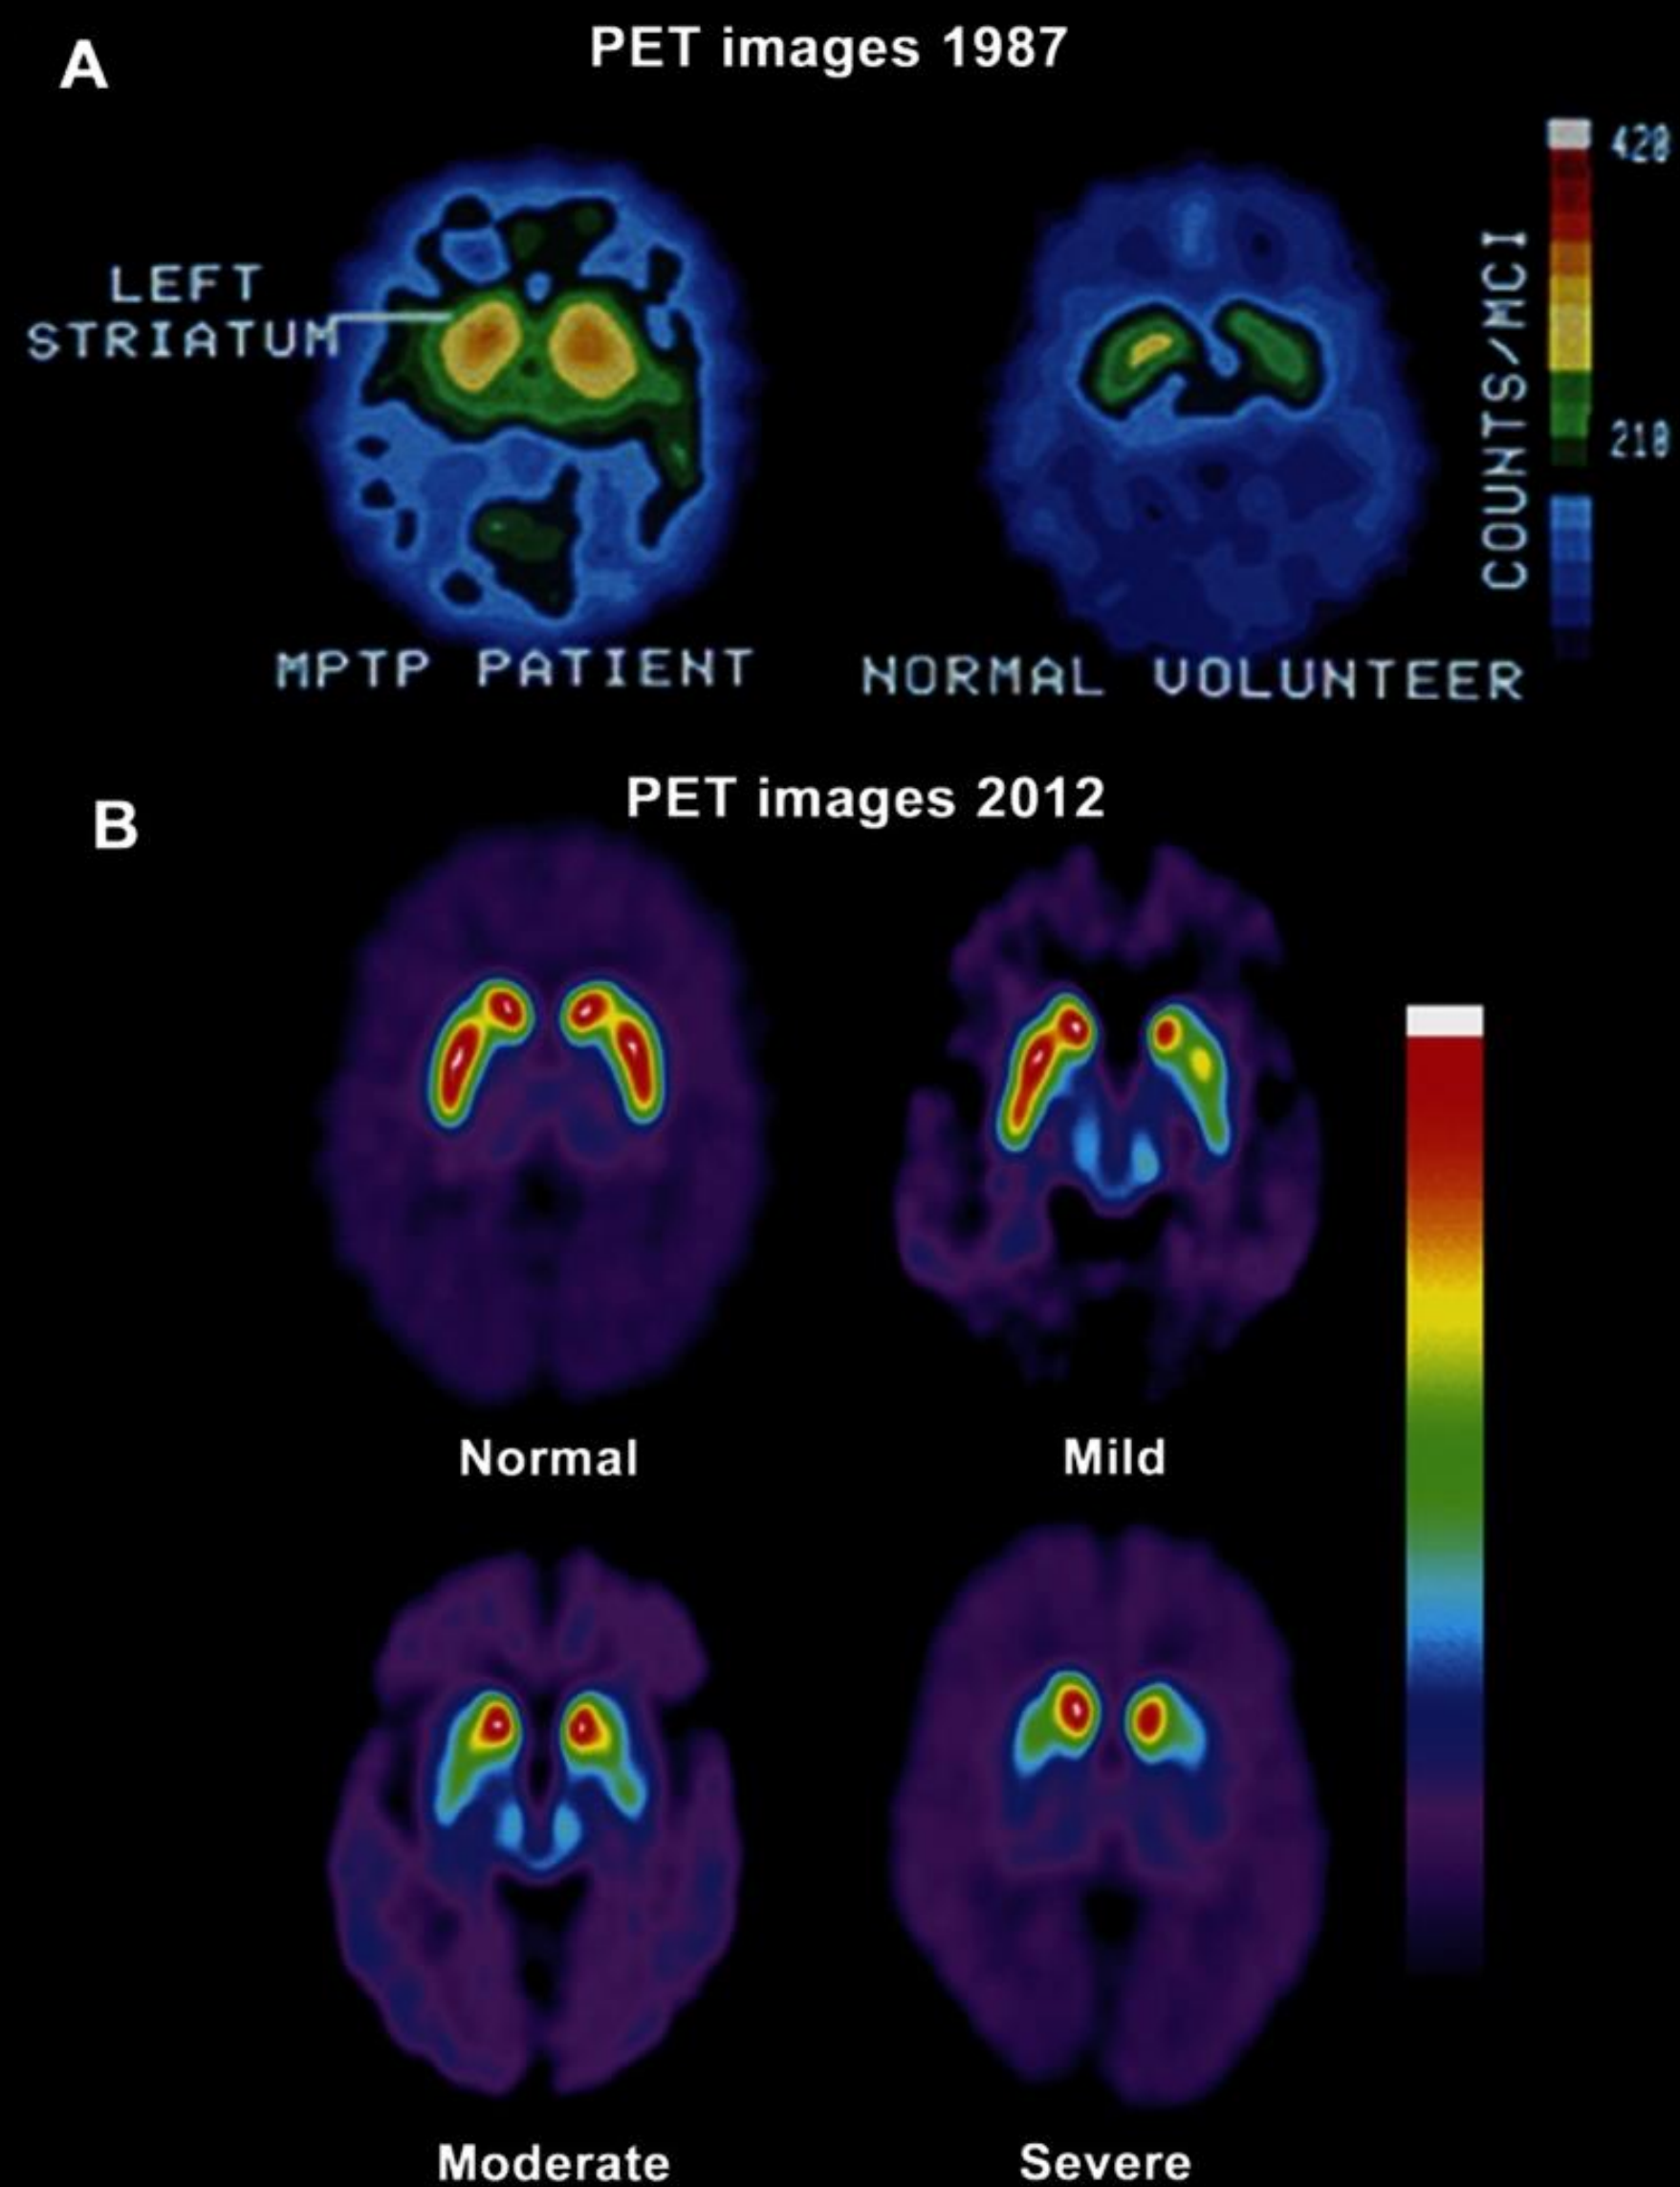 A
PET images 1987
LEFT
STRIATUM
420
COUNTS/MCI
210
MPTP PATIENT
NORMAL VOLUNTEER
B
PET images 2012
Normal
Mild
Moderate
Severe